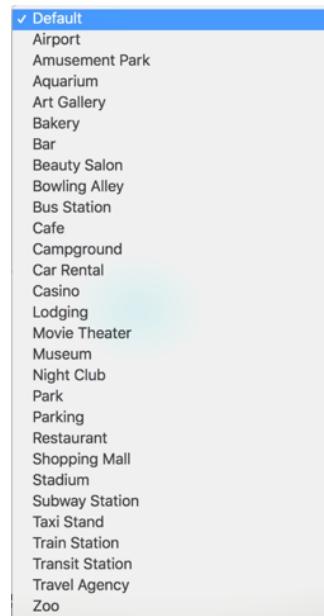 ✓ Default
Airport
Amusement Park
Aquarium
Art Gallery
Bakery
Bar
Beauty Salon
Bowling Alley
Bus Station
Cafe
Campground
Car Rental
Casino
Lodging
Movie Theater
Museum
Night Club
Park
Parking
Restaurant
Shopping Mall
Stadium
Subway Station
Taxi Stand
Train Station
Transit Station
Travel Agency
Zoo